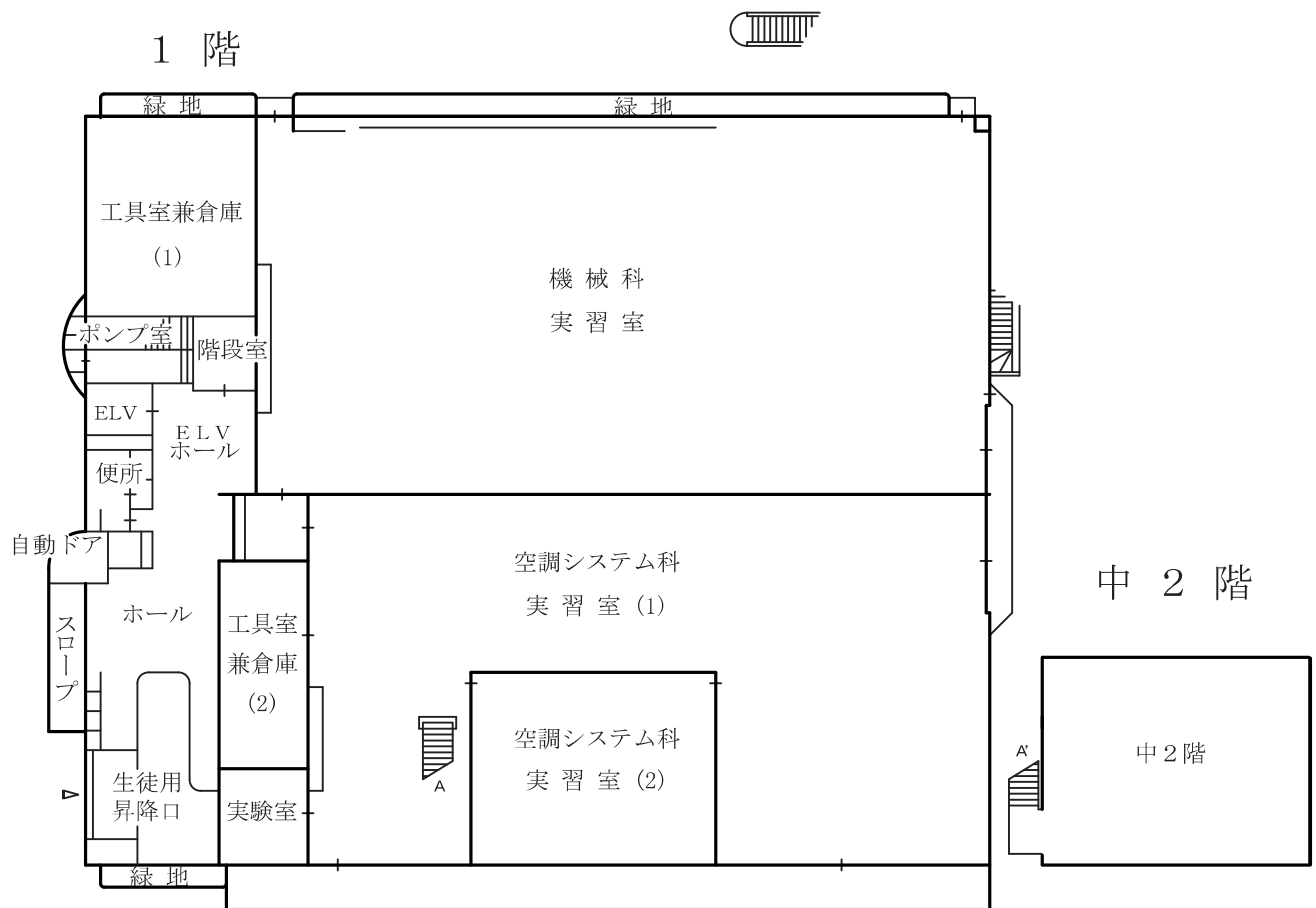 1 階
緑 地
緑 地
工具室兼倉庫
(1)
機 械 科
実 習 室
ポンプ室
階段室
ELV
ELV
ホール
便所
自動ドア
空調システム科
実 習 室 (1)
中 2 階
ホール
スロープ
工具室
兼倉庫
(2)
空調システム科
実 習 室 (2)
A
A'
中2階
生徒用
昇降口
実験室
緑 地